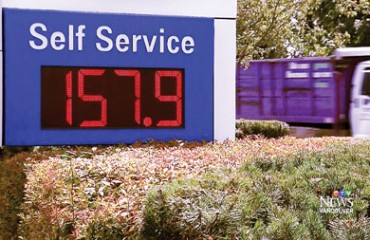 Self Service
157.9
NEWS
VANCOUVER